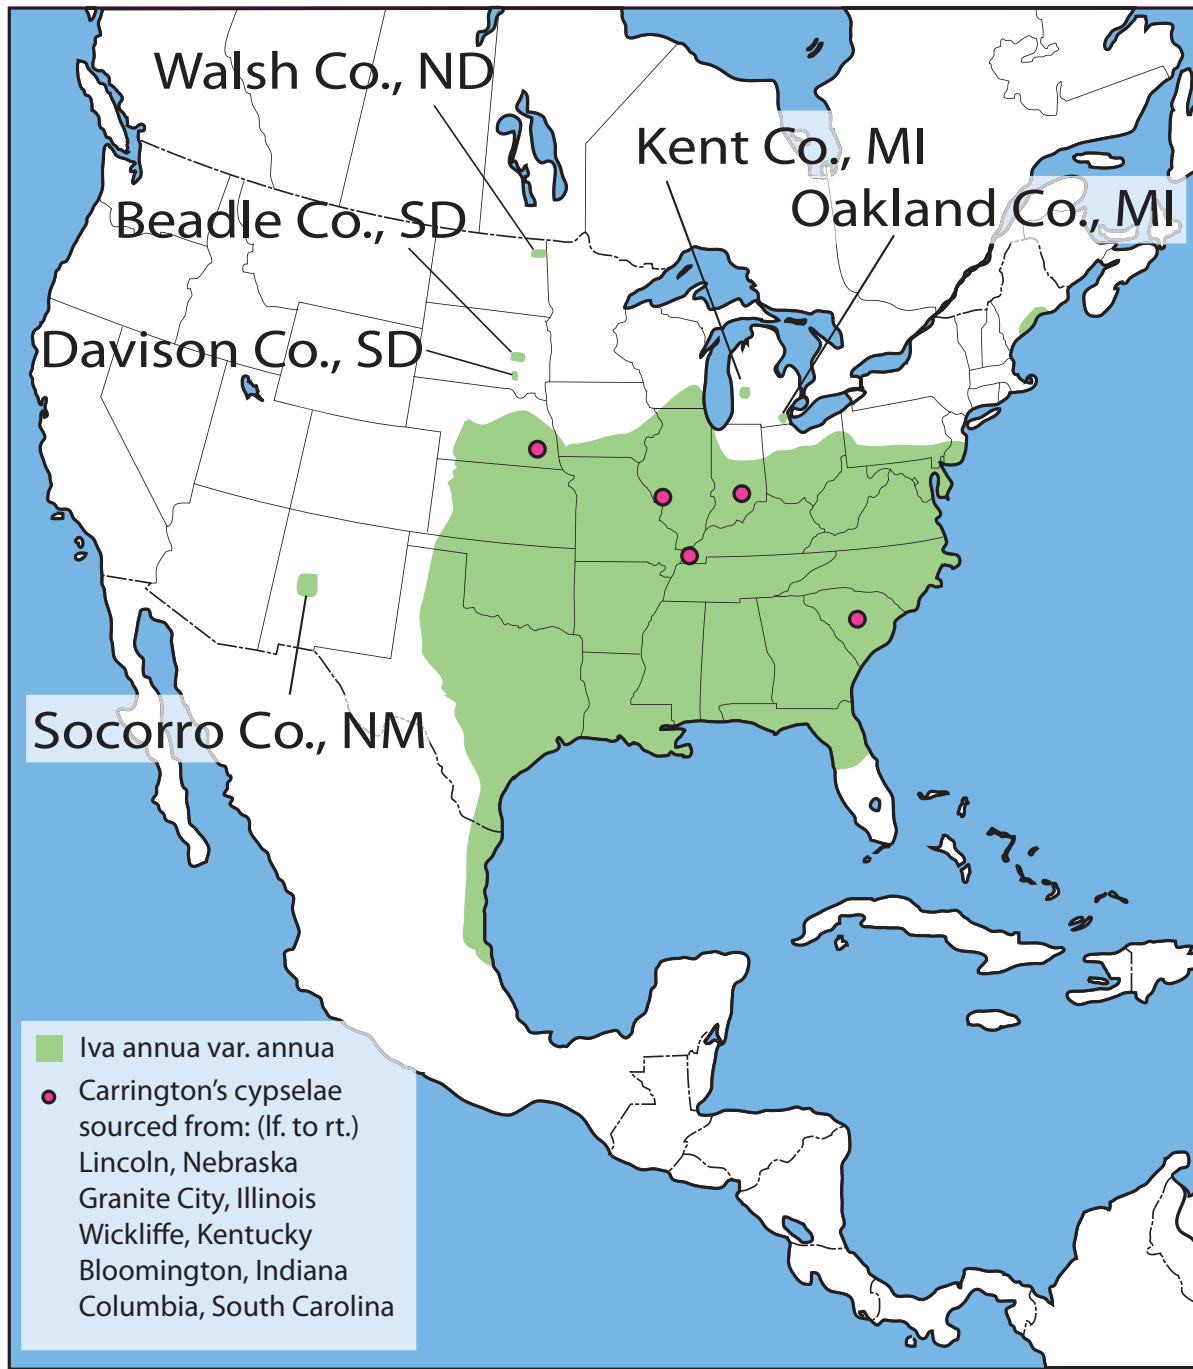 Walsh Co., ND
Kent Co., MI
Beadle Co., SD
Oakland Co., MI
Davison Co., SD
Socorro Co., NM
Iva annua var. annua
Carrington’s cypselae
sourced from: (lf. to rt.)
Lincoln, Nebraska
Granite City, Illinois
Wickliffe, Kentucky
Bloomington, Indiana
Columbia, South Carolina